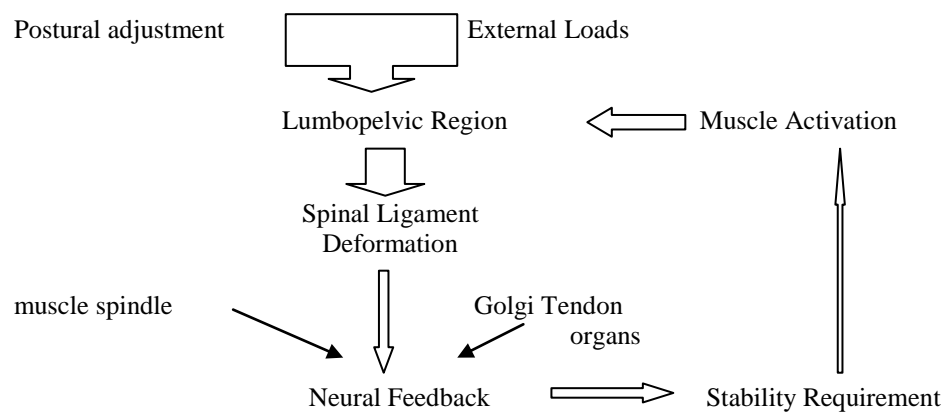 Postural adjustment
External Loads
Lumbopelvic Region
Muscle Activation
Spinal Ligament
Deformation
muscle spindle
Golgi Tendon
organs
Neural Feedback
Stability Requirement